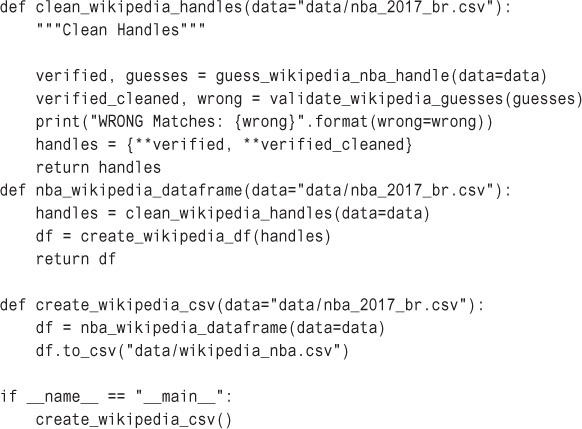 def clean_wikipedia_handles(data="data/nba_2017_br.csv"):
    """Clean Handles"""

    verified, guesses = guess_wikipedia_nba_handle(data=data)
    verified_cleaned, wrong = validate_wikipedia_guesses(guesses)
    print("WRONG Matches: {wrong}".format(wrong=wrong))
    handles = {**verified, **verified_cleaned}
    return handles
def nba_wikipedia_dataframe(data="data/nba_2017_br.csv"):
    handles = clean_wikipedia_handles(data=data)
    df = create_wikipedia_df(handles)
    return df

def create_wikipedia_csv(data="data/nba_2017_br.csv"):
    df = nba_wikipedia_dataframe(data=data)
    df.to_csv("data/wikipedia_nba.csv")

if __name__ == "__main__":
    create_wikipedia_csv()